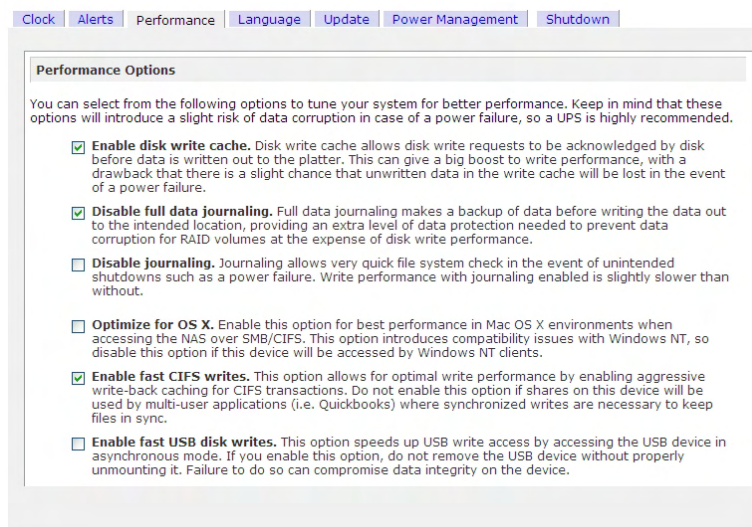 Clock Alerts Performance Language Update Power Management Shutdown
Performance Options
You can select from the following options to tune your system for better performance. Keep in mind that these
options will introduce a slight risk of data corruption in case of a power failure, so a UPS is highly recommended.
Enable disk write cache. Disk write cache allows disk write requests to be acknowledged by disk
before data is written out to the platter. This can give a big boost to write performance, with a
drawback that there is a slight chance that unwritten data in the write cache will be lost in the event
of a power failure.
Disable full data journaling. Full data journaling makes a backup of data before writing the data out
to the intended location, providing an extra level of data protection needed to prevent data
corruption for RAID volumes at the expense of disk write performance.
Disable journaling. Journaling allows very quick file system check in the event of unintended
shutdowns such as a power failure. Write performance with journaling enabled is slightly slower than
without.
Optimize for OS X. Enable this option for best performance in Mac OS X environments when
accessing the NAS over SMB/CIFS. This option introduces compatibility issues with Windows NT, so
disable this option if this device will be accessed by Windows NT clients.
Enable fast CIFS writes. This option allows for optimal write performance by enabling aggressive
write-back caching for CIFS transactions. Do not enable this option if shares on this device will be
used by multi-user applications (i.e. Quickbooks) where synchronized writes are necessary to keep
files in sync.
Enable fast USB disk writes. This option speeds up USB write access by accessing the USB device in
asynchronous mode. If you enable this option, do not remove the USB device without properly
unmounting it. Failure to do so can compromise data integrity on the device.